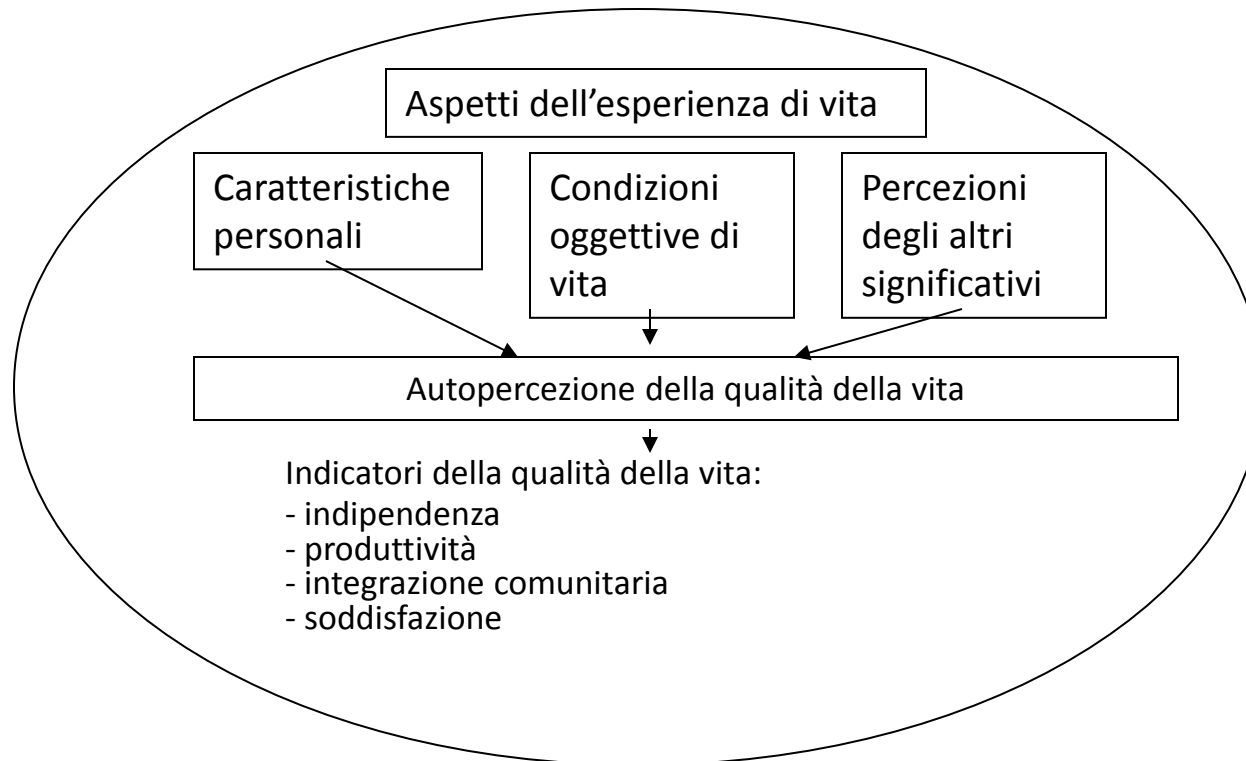 Aspetti dell’esperienza di vita
Caratteristiche
personali
Condizioni
oggettive di
vita
Percezioni
degli altri
significativi
Autopercezione della qualità della vita
Indicatori della qualità della vita:
- indipendenza
- produttività
- integrazione comunitaria
- soddisfazione